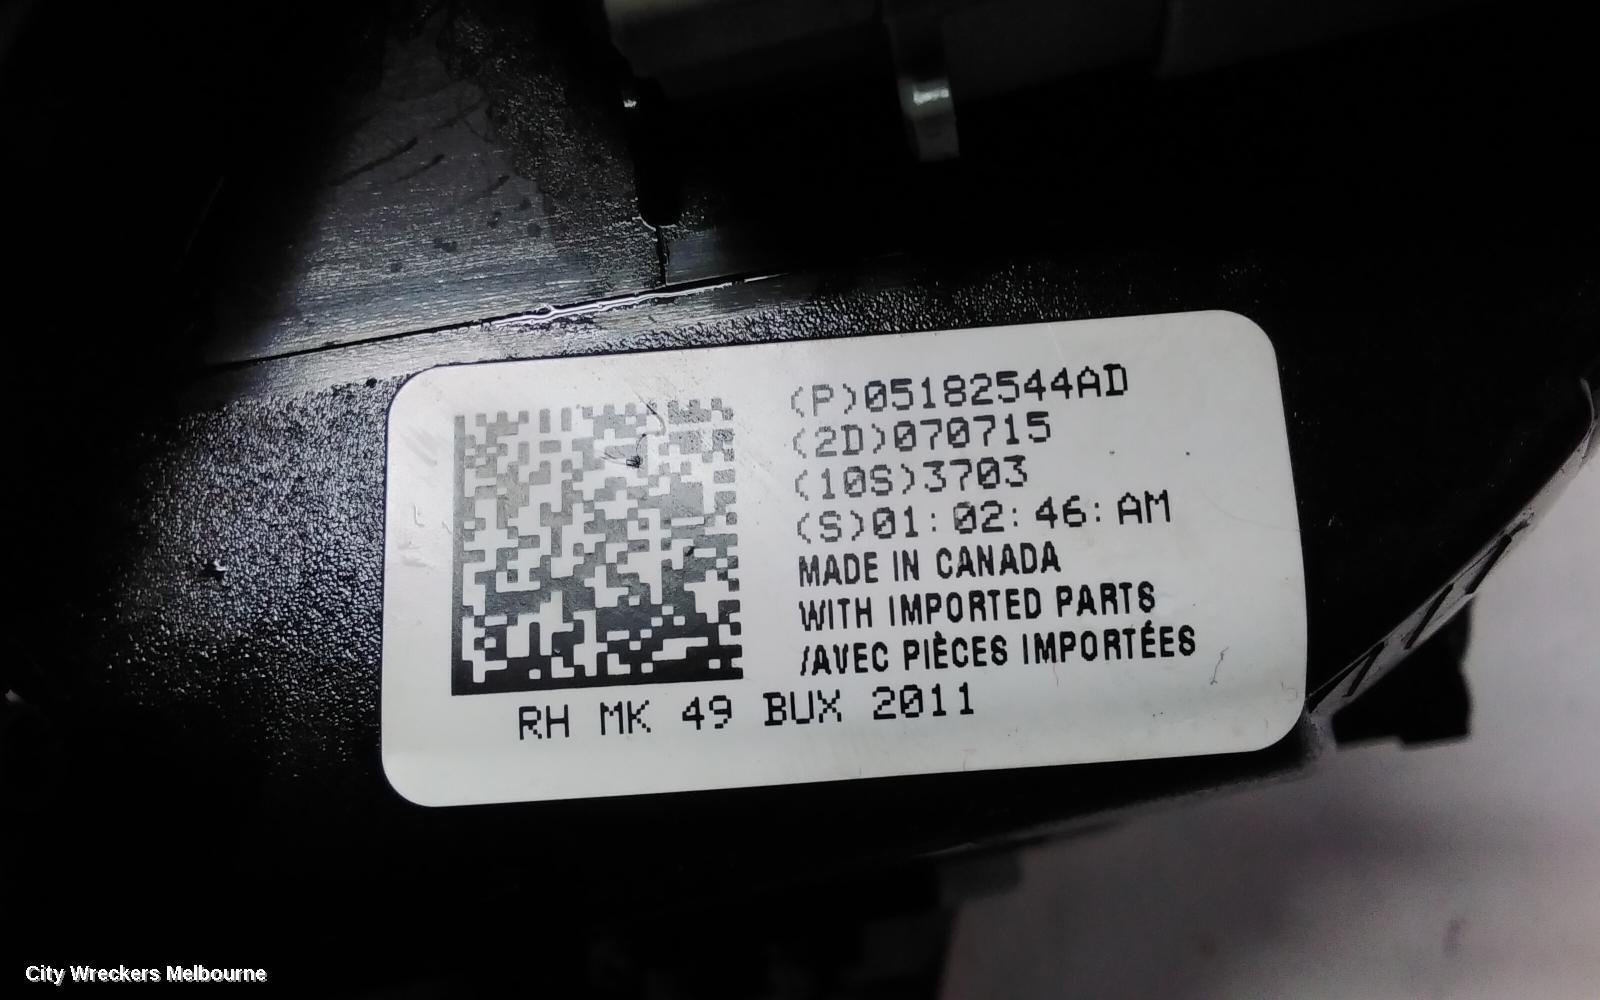 (P)05182544AD
(2D)070715
(10S)3703
(S)01:02:46:AM
MADE IN CANADA
WITH IMPORTED PARTS
/AVEC PIÈCES IMPORTÉES
RH MK 49 BUX 2011
City Wreckers Melbourne